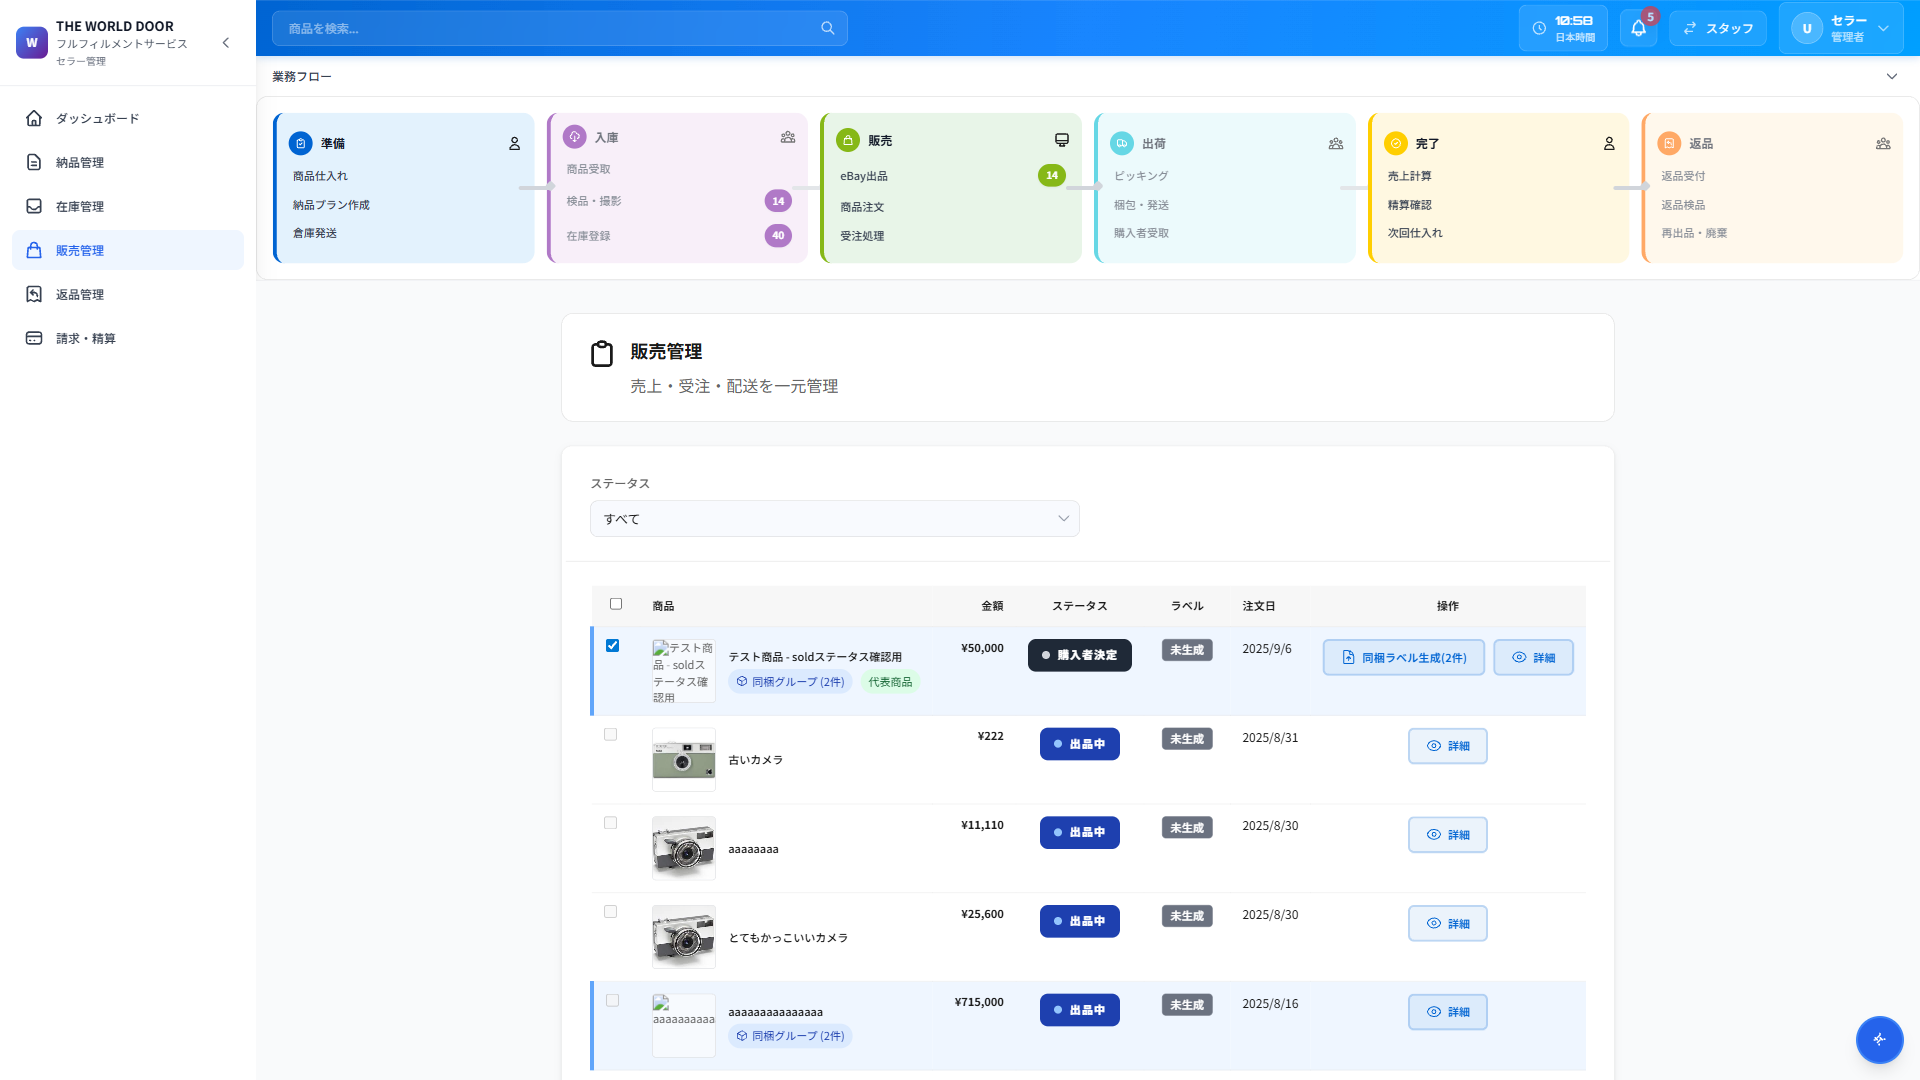 W
THE WORLD DOOR
フルフィルメントサービス
セラー管理
ダッシュボード
納品管理
在庫管理
販売管理
返品管理
請求・精算
商品を検索...
10:58
日本時間
5
スタッフ
U
セラー
管理者
業務フロー
準備
商品仕入れ
納品プラン作成
倉庫発送
入庫
商品受取
検品・撮影
14
在庫登録
40
販売
eBay出品
14
商品注文
受注処理
出荷
ピッキング
梱包・発送
購入者受取
完了
売上計算
精算確認
次回仕入れ
返品
返品受付
返品検品
再出品・廃棄
販売管理
売上・受注・配送を一元管理
ステータス
すべて
商品 金額 ステータス ラベル 注文日 操作
テスト商品 - soldステータス確認用
テスト商品 - soldステータス確認用
同梱グループ (2件) 代表商品
¥50,000 購入者決定 未生成 2025/9/6 同梱ラベル生成(2件) 詳細
古いカメラ ¥222 出品中 未生成 2025/8/31 詳細
aaaaaaaa ¥11,110 出品中 未生成 2025/8/30 詳細
とてもかっこいいカメラ ¥25,600 出品中 未生成 2025/8/30 詳細
aaaaaaaaaa
aaaaaaaaaaaaaaa
同梱グループ (2件)
¥715,000 出品中 未生成 2025/8/16 詳細